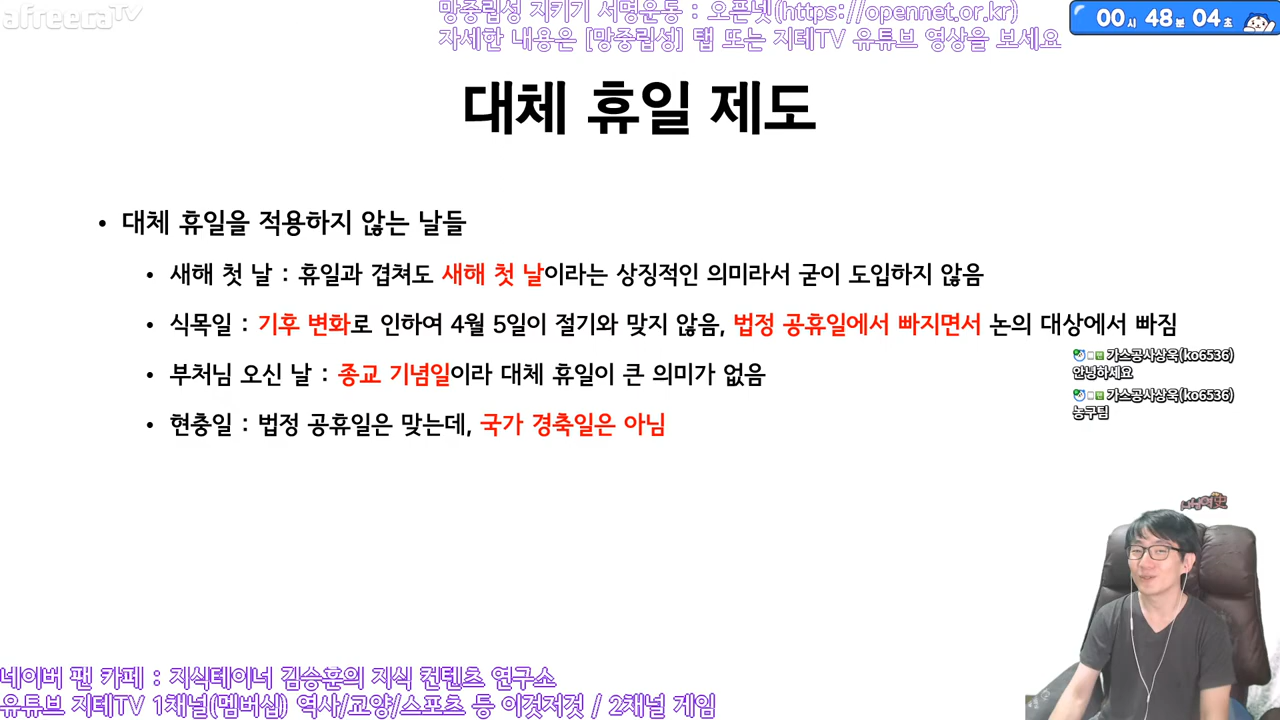 afreecaTV
망중립성 지키기 서명운동 : 오픈넷(https://opennet.or.kr)
자세한 내용은 [망중립성] 탭 또는 지테TV 유튜브 영상을 보세요
00시 48분 04초
대체 휴일 제도
• 대체 휴일을 적용하지 않는 날들
• 새해 첫 날 : 휴일과 겹쳐도 새해 첫 날이라는 상징적인 의미라서 굳이 도입하지 않음
• 식목일 : 기후 변화로 인하여 4월 5일이 절기와 맞지 않음, 법정 공휴일에서 빠지면서 논의 대상에서 빠짐
• 부처님 오신 날 : 종교 기념일이라 대체 휴일이 큰 의미가 없음
• 현충일 : 법정 공휴일은 맞는데, 국가 경축일은 아님
가스공사상욱(ko6536)
안녕하세요
가스공사상욱(ko6536)
농구팀
네이버 팬 카페 : 지식테이너 김승훈의 지식 컨텐츠 연구소
유튜브 지테TV 1채널(멤버십) 역사/교양/스포츠 등 이것저것 / 2채널 게임